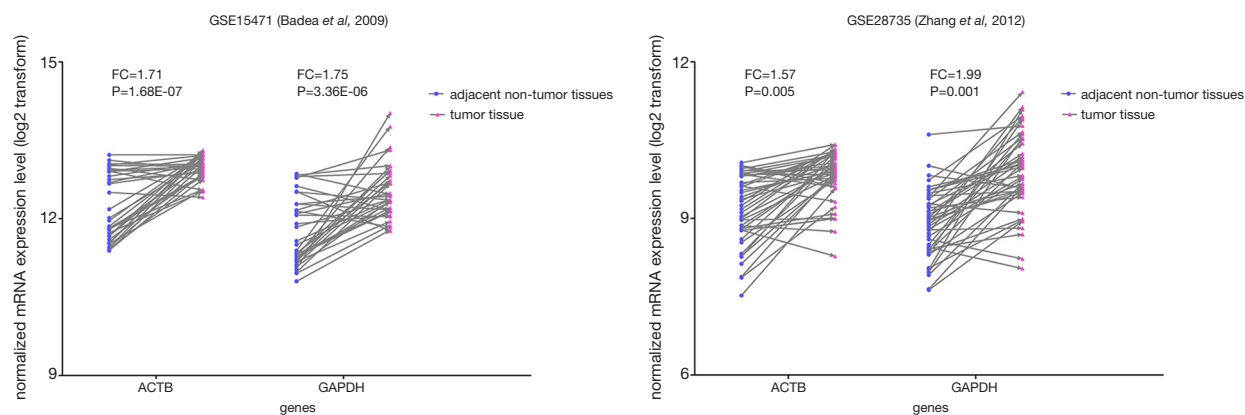 GSE15471 (Badea et al, 2009)
normalized mRNA expression level (log2 transform)
15
12
9
FC=1.71
P=1.68E-07
FC=1.75
P=3.36E-06
adjacent non-tumor tissues
tumor tissue
ACTB
GAPDH
genes
GSE28735 (Zhang et al, 2012)
normalized mRNA expression level (log2 transform)
12
9
6
FC=1.57
P=0.005
FC=1.99
P=0.001
adjacent non-tumor tissues
tumor tissue
ACTB
GAPDH
genes